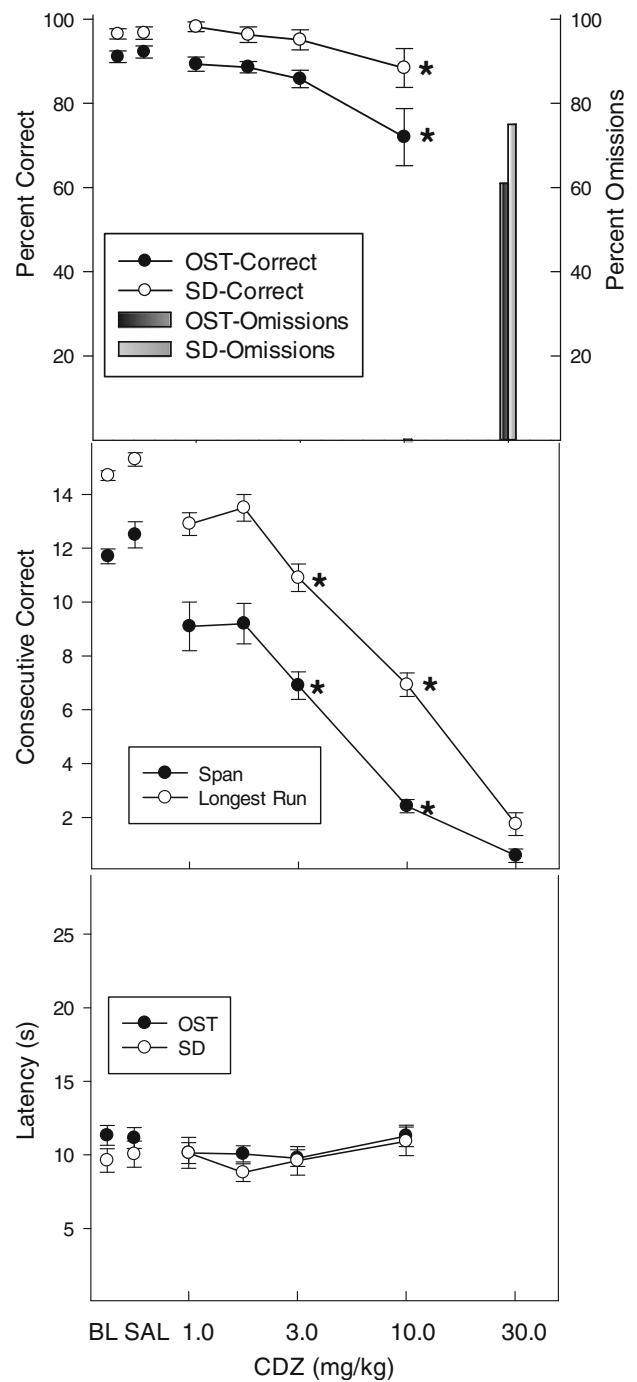 100
80
60
40
20
Percent Correct
100
80
60
40
20
Percent Omissions
OST-Correct
SD-Correct
OST-Omissions
SD-Omissions
*
*
14
12
10
8
6
4
2
Consecutive Correct
Span
Longest Run
*
*
*
*
25
20
15
10
5
Latency (s)
OST
SD
BL SAL 1.0 3.0 10.0 30.0
CDZ (mg/kg)